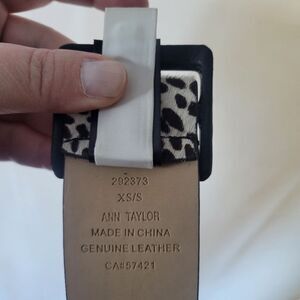 292373
XS/S
ANN TAYLOR
MADE IN CHINA
GENUINE LEATHER
CA#57421